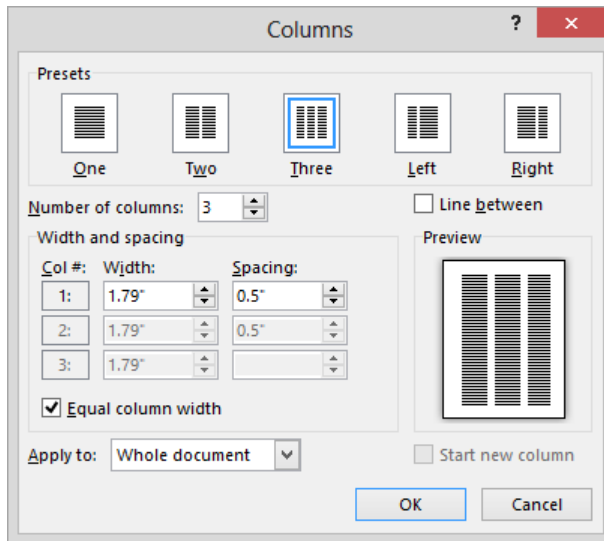 Columns ? ×
Presets
One Two Three Left Right
Number of columns: 3 Line between
Width and spacing Preview
Col #: Width: Spacing:
1: 1.79" 0.5"
2: 1.79" 0.5"
3: 1.79"
Equal column width
Apply to: Whole document Start new column
OK Cancel